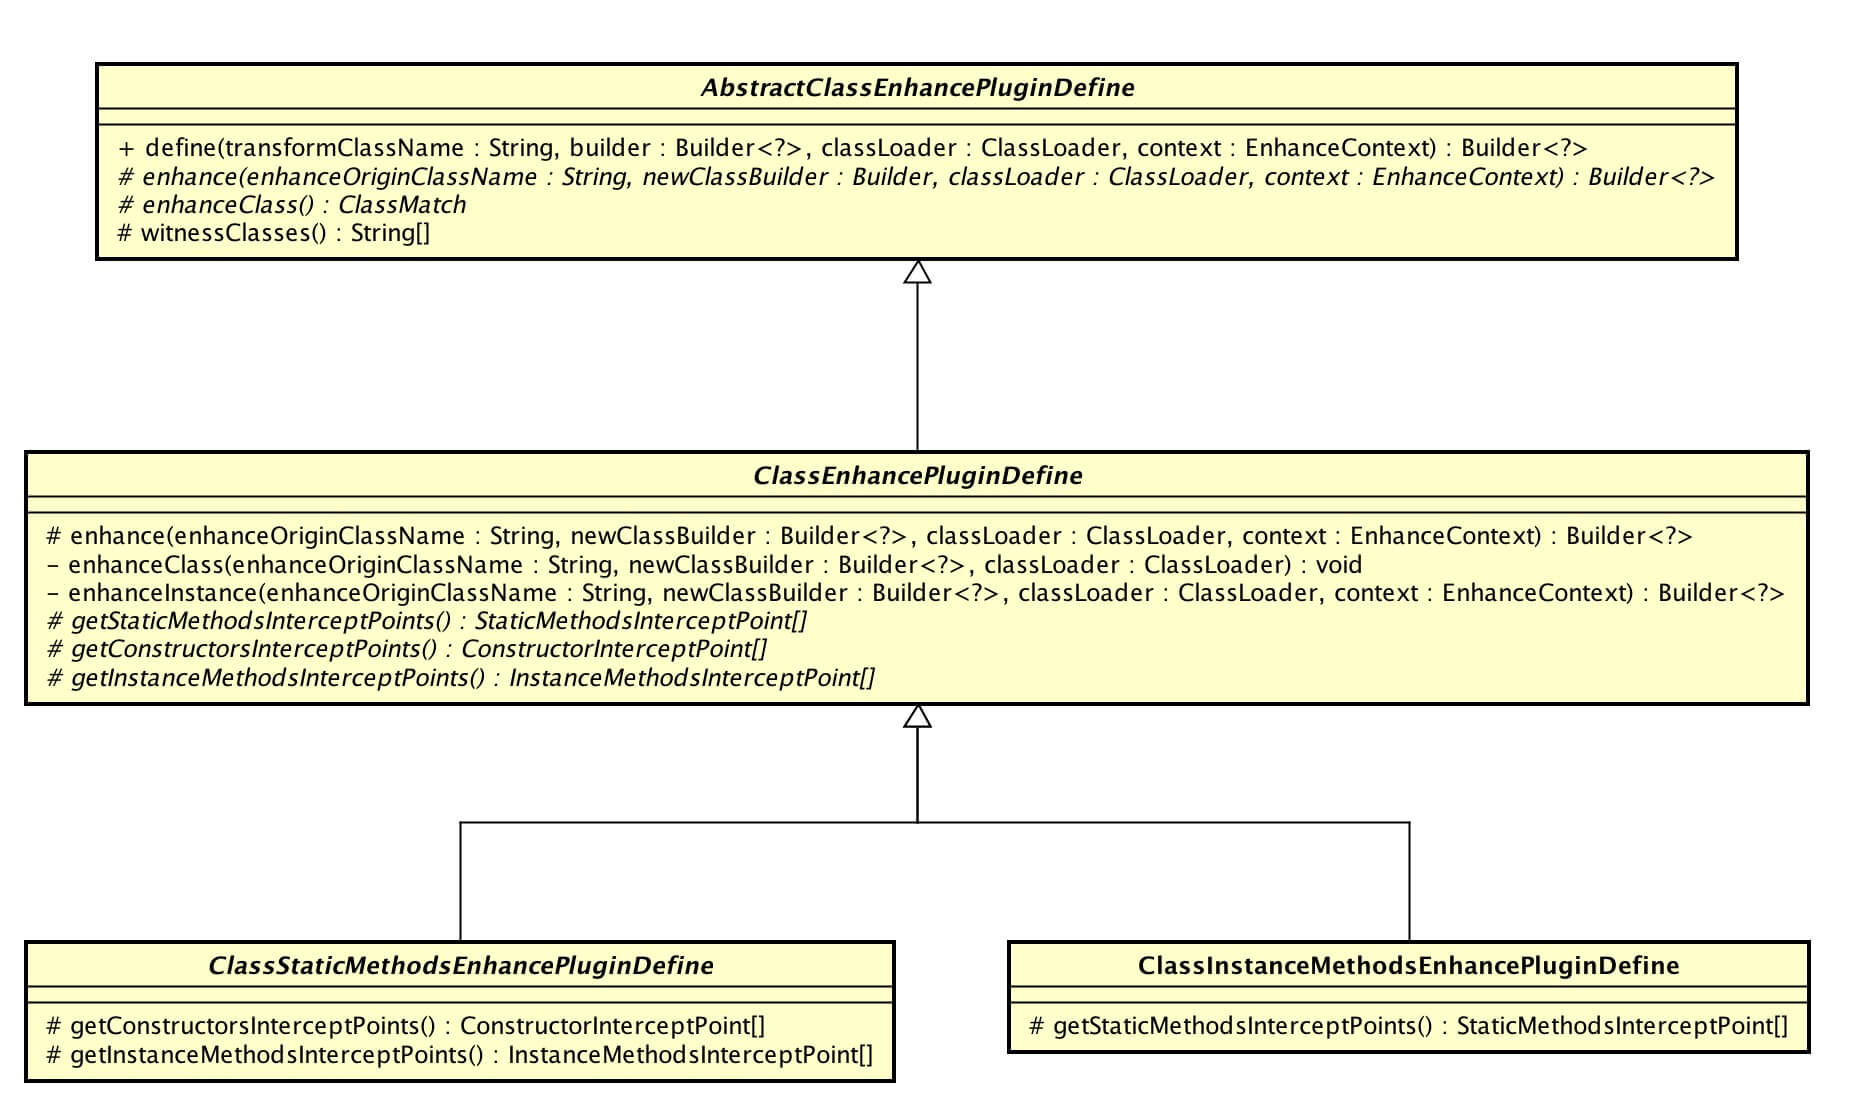 AbstractClassEnhancePluginDefine
+ define(transformClassName : String, builder : Builder<?>, classLoader : ClassLoader, context : EnhanceContext) : Builder<?>
# enhance(enhanceOriginClassName : String, newClassBuilder : Builder, classLoader : ClassLoader, context : EnhanceContext) : Builder<?>
# enhanceClass() : ClassMatch
# witnessClasses() : String[]
ClassEnhancePluginDefine
# enhance(enhanceOriginClassName : String, newClassBuilder : Builder<?>, classLoader : ClassLoader, context : EnhanceContext) : Builder<?>
- enhanceClass(enhanceOriginClassName : String, newClassBuilder : Builder<?>, classLoader : ClassLoader) : void
- enhanceInstance(enhanceOriginClassName : String, newClassBuilder : Builder<?>, classLoader : ClassLoader, context : EnhanceContext) : Builder<?>
# getStaticMethodsInterceptPoints() : StaticMethodsInterceptPoint[]
# getConstructorsInterceptPoints() : ConstructorInterceptPoint[]
# getInstanceMethodsInterceptPoints() : InstanceMethodsInterceptPoint[]
ClassStaticMethodsEnhancePluginDefine
# getConstructorsInterceptPoints() : ConstructorInterceptPoint[]
# getInstanceMethodsInterceptPoints() : InstanceMethodsInterceptPoint[]
ClassInstanceMethodsEnhancePluginDefine
# getStaticMethodsInterceptPoints() : StaticMethodsInterceptPoint[]